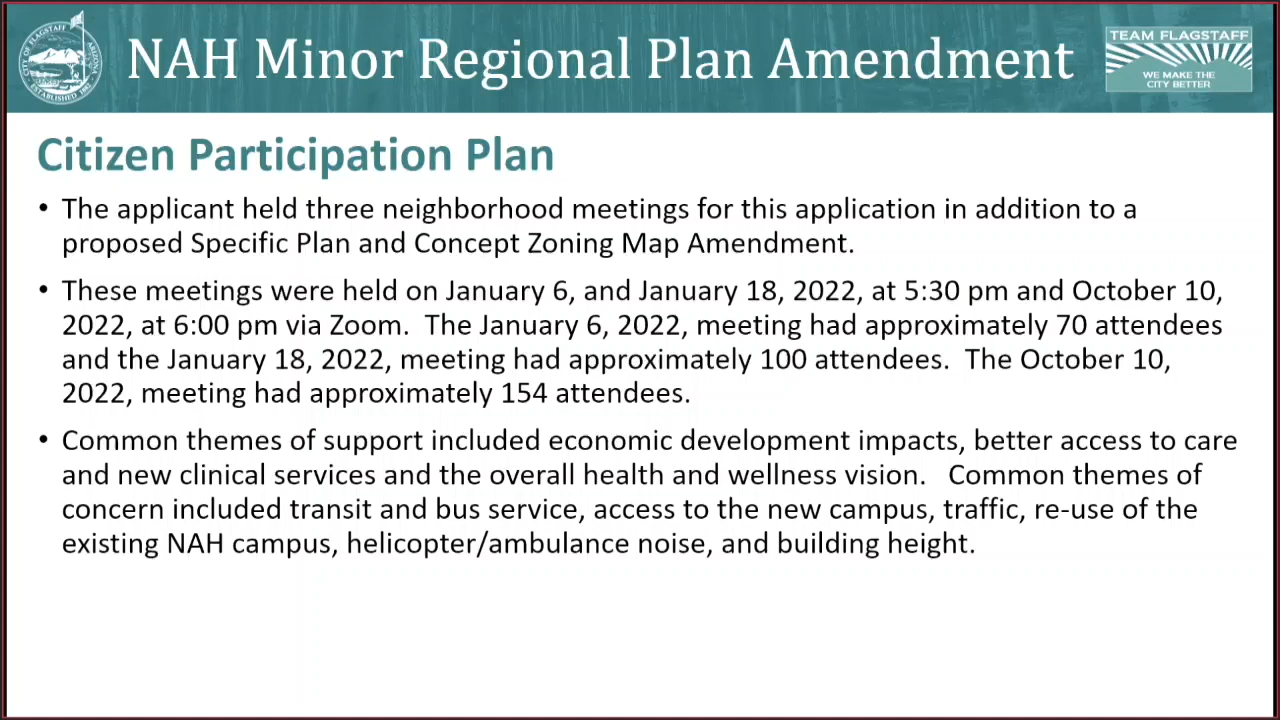 CITY OF FLAGSTAFF
ARIZONA
ESTABLISHED 1882
NAH Minor Regional Plan Amendment
TEAM FLAGSTAFF
WE MAKE THE
CITY BETTER
Citizen Participation Plan
• The applicant held three neighborhood meetings for this application in addition to a
proposed Specific Plan and Concept Zoning Map Amendment.
• These meetings were held on January 6, and January 18, 2022, at 5:30 pm and October 10,
2022, at 6:00 pm via Zoom.  The January 6, 2022, meeting had approximately 70 attendees
and the January 18, 2022, meeting had approximately 100 attendees.  The October 10,
2022, meeting had approximately 154 attendees.
• Common themes of support included economic development impacts, better access to care
and new clinical services and the overall health and wellness vision.   Common themes of
concern included transit and bus service, access to the new campus, traffic, re-use of the
existing NAH campus, helicopter/ambulance noise, and building height.